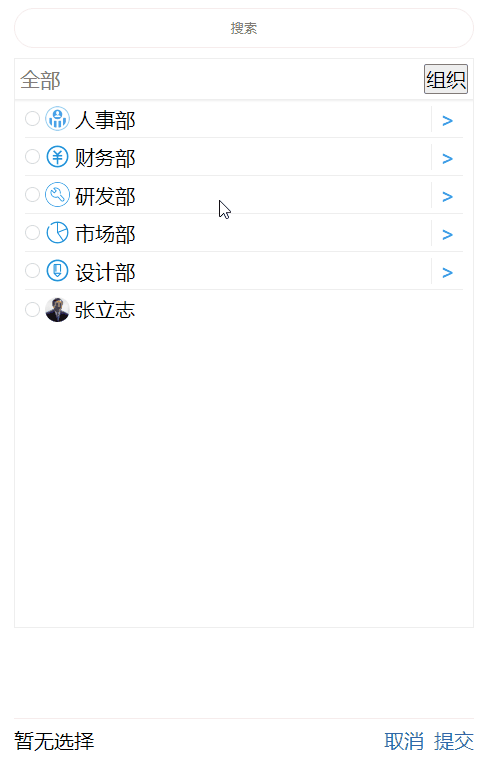 搜索
全部 组织
人事部 >
财务部 >
研发部 >
市场部 >
设计部 >
张立志
暂无选择 取消 提交